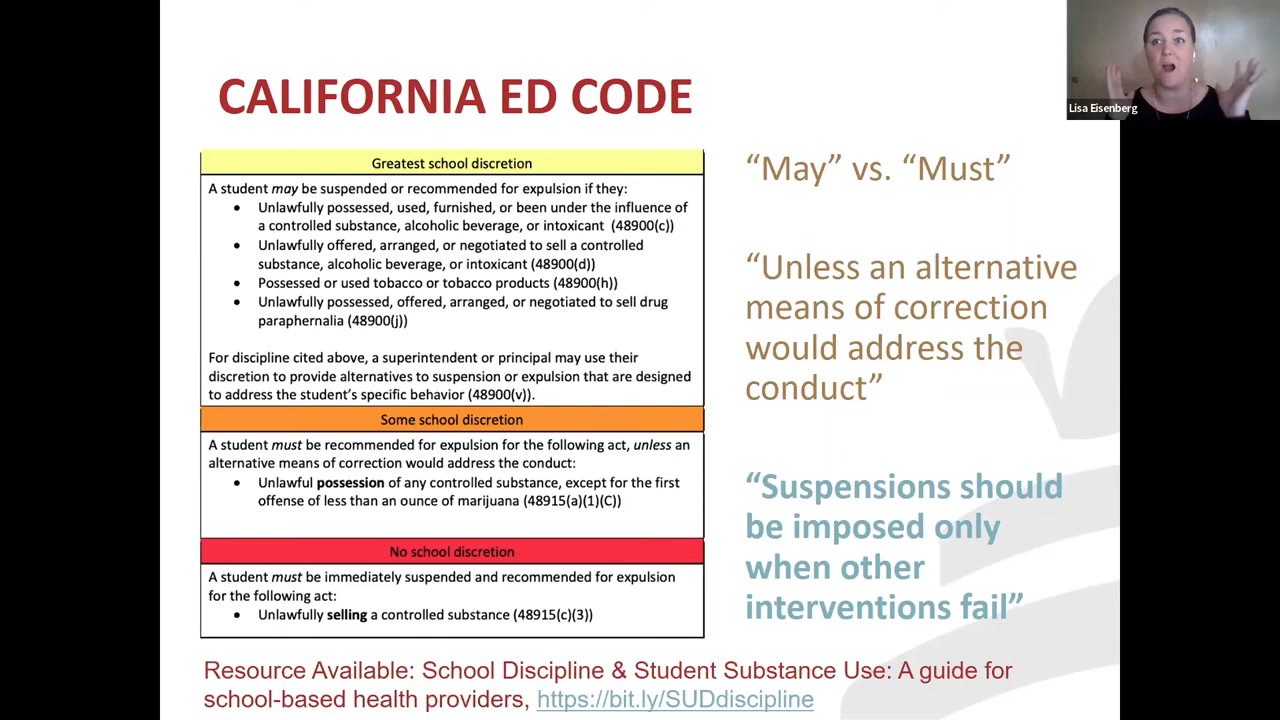 CALIFORNIA ED CODE
Lisa Eisenberg
Greatest school discretion
A student may be suspended or recommended for expulsion if they:
• Unlawfully possessed, used, furnished, or been under the influence of
a controlled substance, alcoholic beverage, or intoxicant (48900(c))
• Unlawfully offered, arranged, or negotiated to sell a controlled
substance, alcoholic beverage, or intoxicant (48900(d))
• Possessed or used tobacco or tobacco products (48900(h))
• Unlawfully possessed, offered, arranged, or negotiated to sell drug
paraphernalia (48900(j))
For discipline cited above, a superintendent or principal may use their
discretion to provide alternatives to suspension or expulsion that are designed
to address the student's specific behavior (48900(v)).
Some school discretion
A student must be recommended for expulsion for the following act, unless an
alternative means of correction would address the conduct:
• Unlawful possession of any controlled substance, except for the first
offense of less than an ounce of marijuana (48915(a)(1)(C))
No school discretion
A student must be immediately suspended and recommended for expulsion
for the following act:
• Unlawfully selling a controlled substance (48915(c)(3))
“May” vs. “Must”
“Unless an alternative
means of correction
would address the
conduct”
“Suspensions should
be imposed only
when other
interventions fail”
Resource Available: School Discipline & Student Substance Use: A guide for
school-based health providers, https://bit.ly/SUDdiscipline